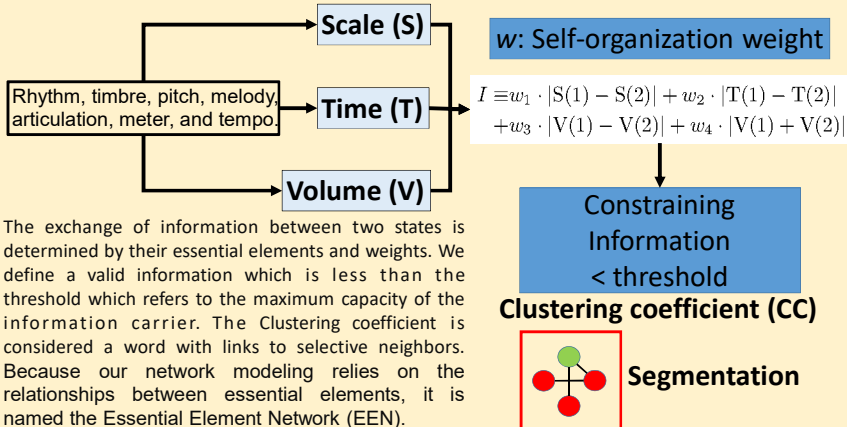 Scale (S)
w: Self-organization weight
Rhythm, timbre, pitch, melody,
articulation, meter, and tempo.
Time (T)
I ≡w₁ · |S(1) − S(2)| + w₂ · |T(1) − T(2)|
+w₃ · |V(1) − V(2)| + w₄ · |V(1) + V(2)|
Volume (V)
Constraining
Information
< threshold
The exchange of information between two states is
determined by their essential elements and weights. We
define a valid information which is less than the
threshold which refers to the maximum capacity of the
information carrier. The Clustering coefficient is
considered a word with links to selective neighbors.
Because our network modeling relies on the
relationships between essential elements, it is
named the Essential Element Network (EEN).
Clustering coefficient (CC)
Segmentation